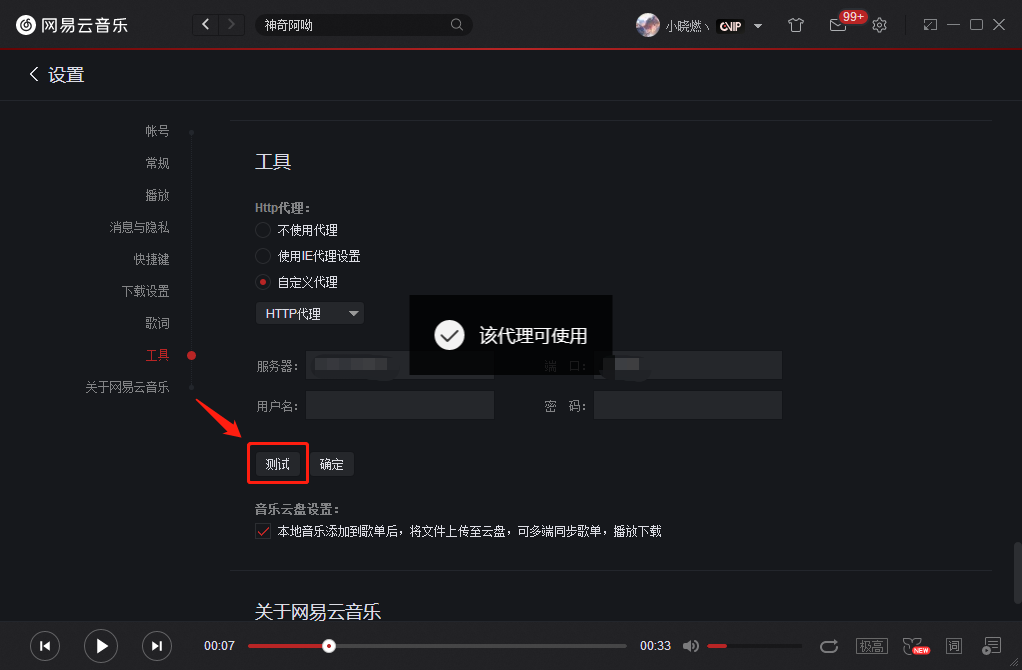 网易云音乐
神奇阿呦
小晓燃丶
VIP
99+
设置
帐号
常规
播放
消息与隐私
快捷键
下载设置
歌词
工具
关于网易云音乐
工具
Http代理：
不使用代理
使用IE代理设置
自定义代理
HTTP代理
该代理可使用
服务器：
端 口：
用户名：
密 码：
测试
确定
音乐云盘设置：
本地音乐添加到歌单后，将文件上传至云盘，可多端同步歌单，播放下载
关于网易云音乐
00:07
00:33
极高
NEW
词